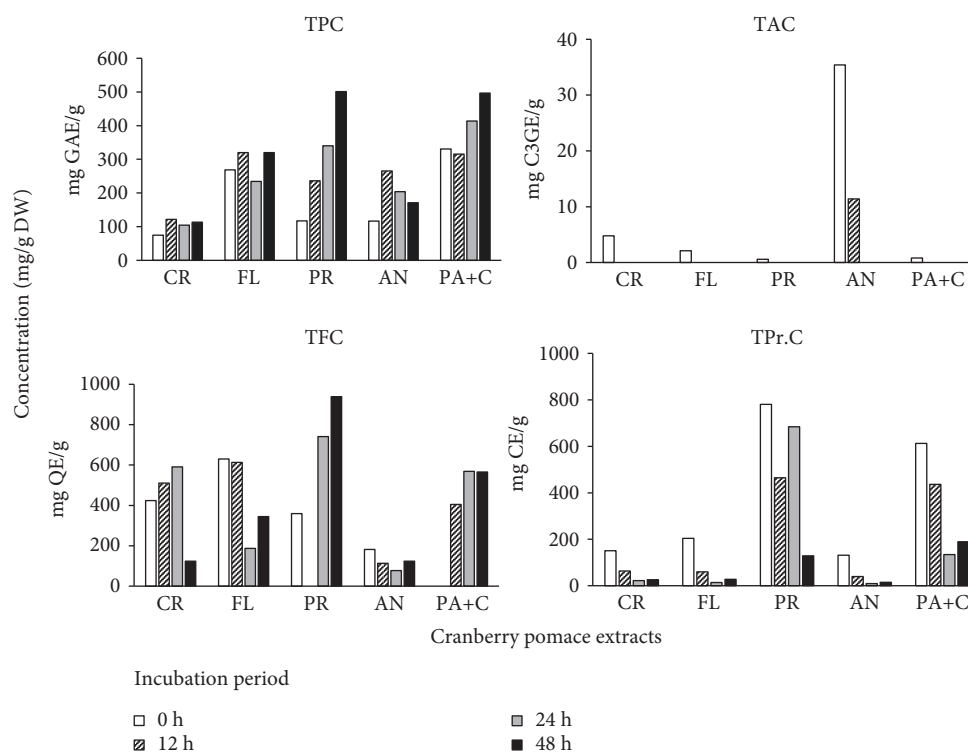 TPC
600
500
400
300
200
100
0
mg GAE/g
CR FL PR AN PA+C
TAC
40
30
20
10
0
mg C3GE/g
CR FL PR AN PA+C
Concentration (mg/g DW)
TFC
1000
800
600
400
200
0
mg QE/g
CR FL PR AN PA+C
TPr.C
1000
800
600
400
200
0
mg CE/g
CR FL PR AN PA+C
Cranberry pomace extracts
Incubation period
0 h
12 h
24 h
48 h